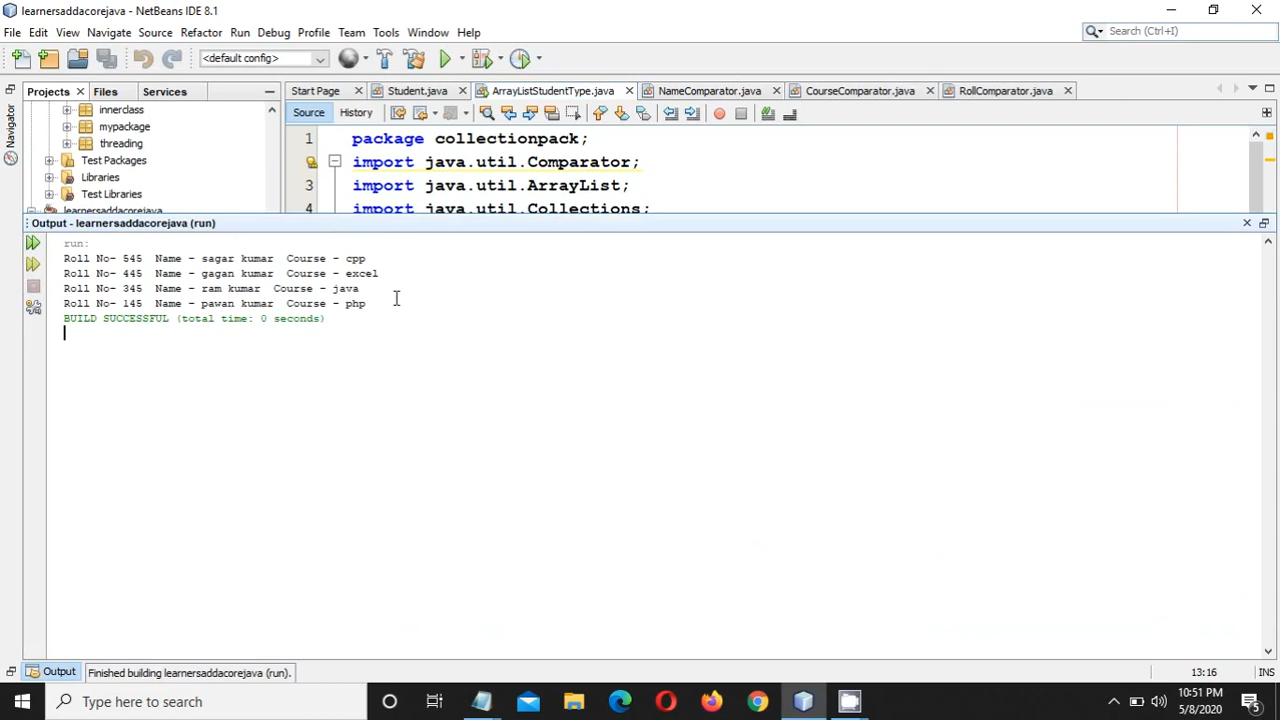 learnersaddacorejava - NetBeans IDE 8.1
File Edit View Navigate Source Refactor Run Debug Profile Team Tools Window Help
Search (Ctrl+I)
<default config>
Projects Files Services
Start Page Student.java ArrayListStudentType.java NameComparator.java CourseComparator.java RollComparator.java
Navigator
innerclass
mypackage
threading
Test Packages
Libraries
Test Libraries
learnersaddacorejava
Source History
1 package collectionpack;
2 import java.util.Comparator;
3 import java.util.ArrayList;
4 import java.util.Collections;
Output - learnersaddacorejava (run)
run:
Roll No- 545 Name - sagar kumar Course - cpp
Roll No- 445 Name - gagan kumar Course - excel
Roll No- 345 Name - ram kumar Course - java
Roll No- 145 Name - pawan kumar Course - php
BUILD SUCCESSFUL (total time: 0 seconds)
Output
Finished building learnersaddacorejava (run).
13:16
INS
Type here to search
10:51 PM
5/8/2020
5